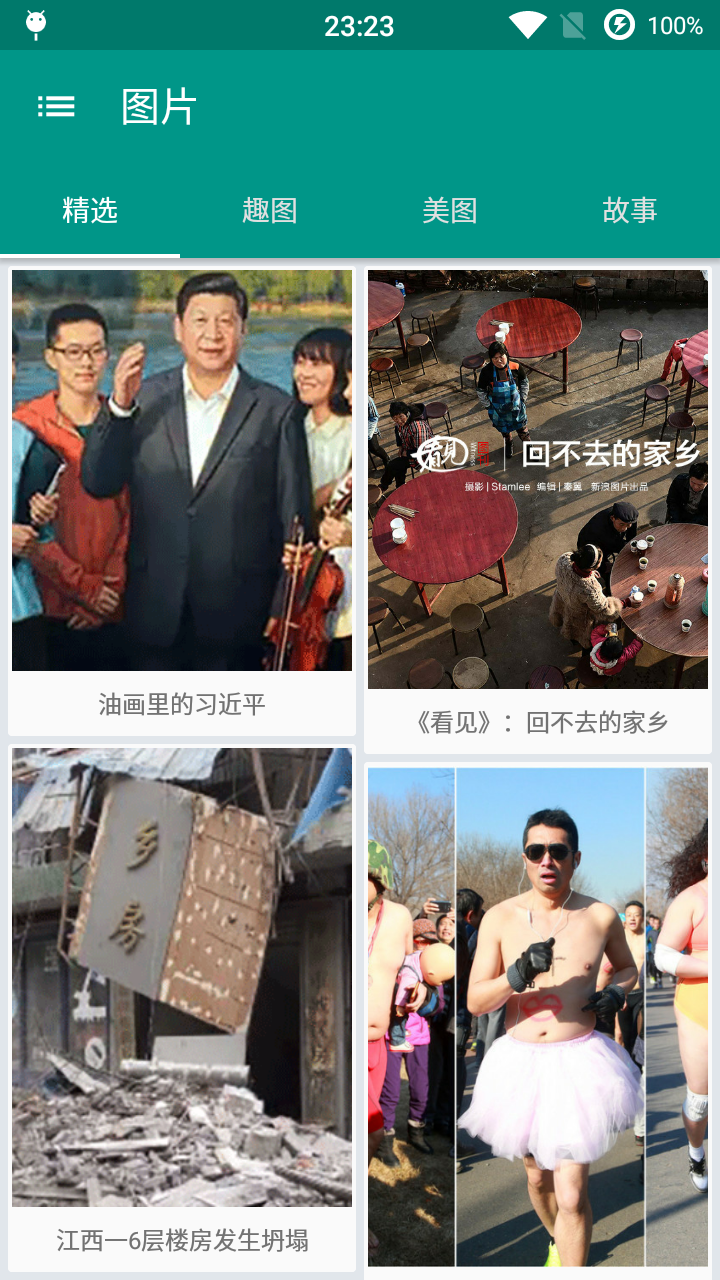 23:23
100%
图片
精选
趣图
美图
故事
看见
回不去的家乡
摄影 | Stamlee 编辑 | 秦翼 新浪图片出品
油画里的习近平
《看见》：回不去的家乡
乡
房
江西一6层楼房发生坍塌